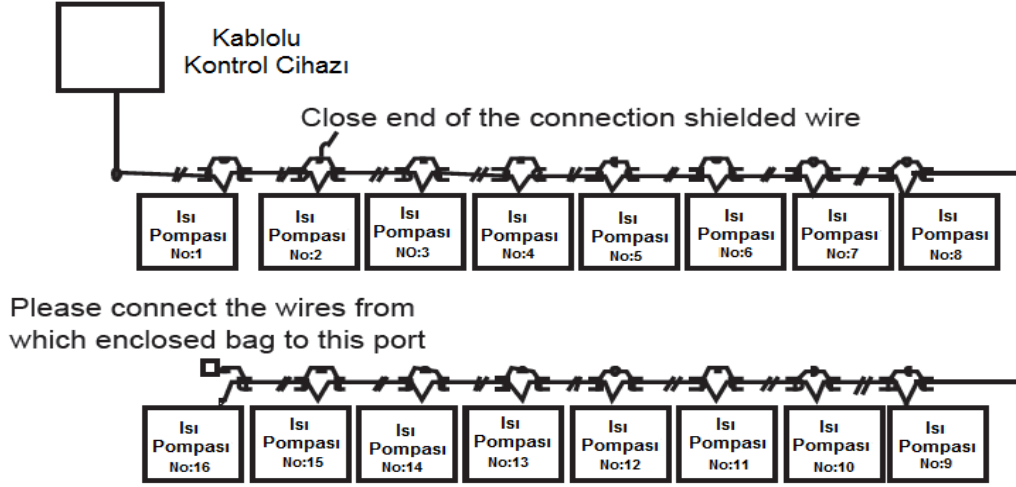 Kablolu
Kontrol Cihazı
Close end of the connection shielded wire
Isı
Pompası
No:1
Isı
Pompası
No:2
Isı
Pompası
NO:3
Isı
Pompası
No:4
Isı
Pompası
No:5
Isı
Pompası
No:6
Isı
Pompası
No:7
Isı
Pompası
No:8
Please connect the wires from
which enclosed bag to this port
Isı
Pompası
No:16
Isı
Pompası
No:15
Isı
Pompası
No:14
Isı
Pompası
No:13
Isı
Pompası
No:12
Isı
Pompası
No:11
Isı
Pompası
No:10
Isı
Pompası
No:9